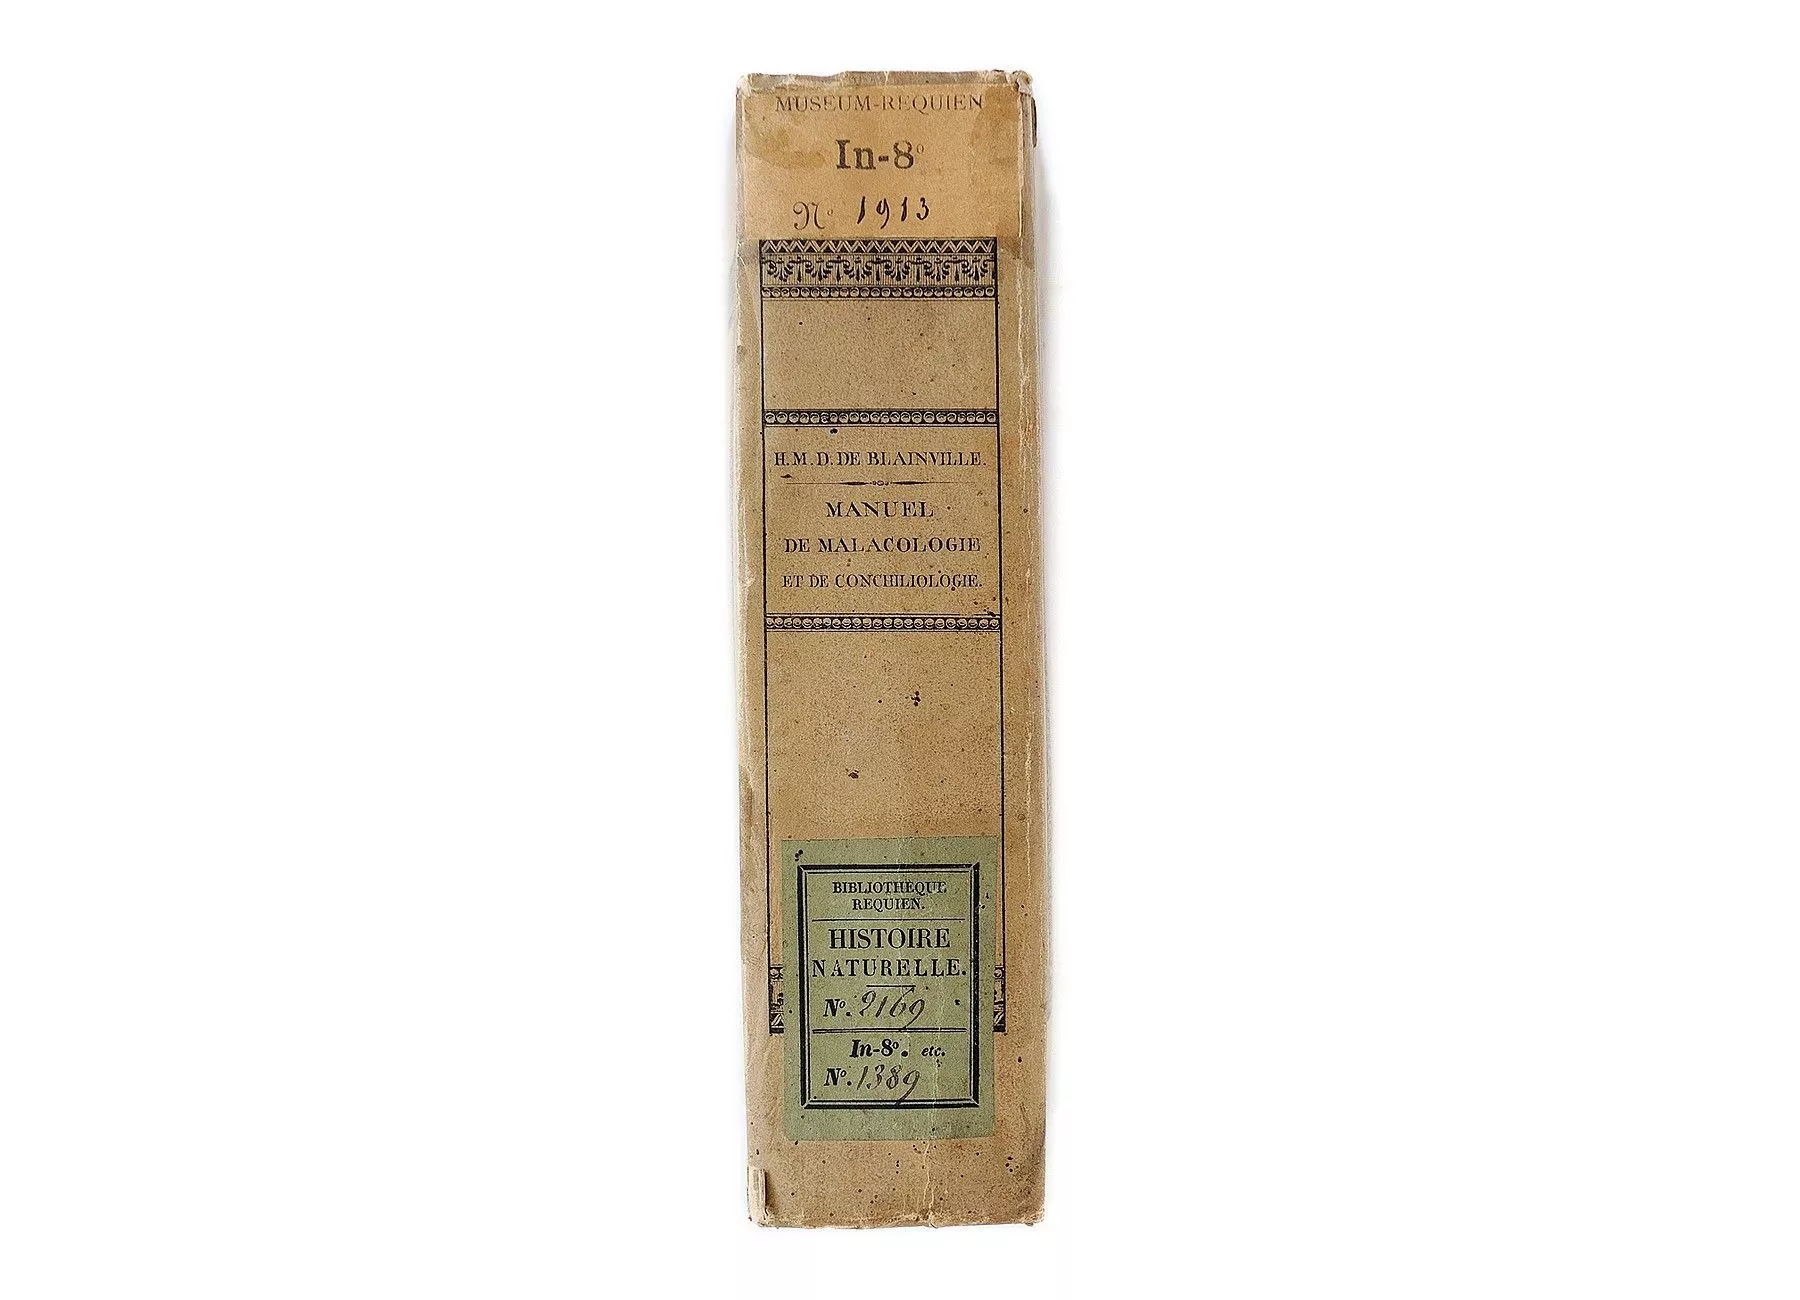 MUSEUM-REQUIEN
In-8°
N° 1913
H.M.D. DE BLAINVILLE.
MANUEL
DE MALACOLOGIE
ET DE CONCHILIOLOGIE.
BIBLIOTHEQUE
REQUIEN.
HISTOIRE
NATURELLE.
N°. 2169
In-8°. etc.
N°. 1389